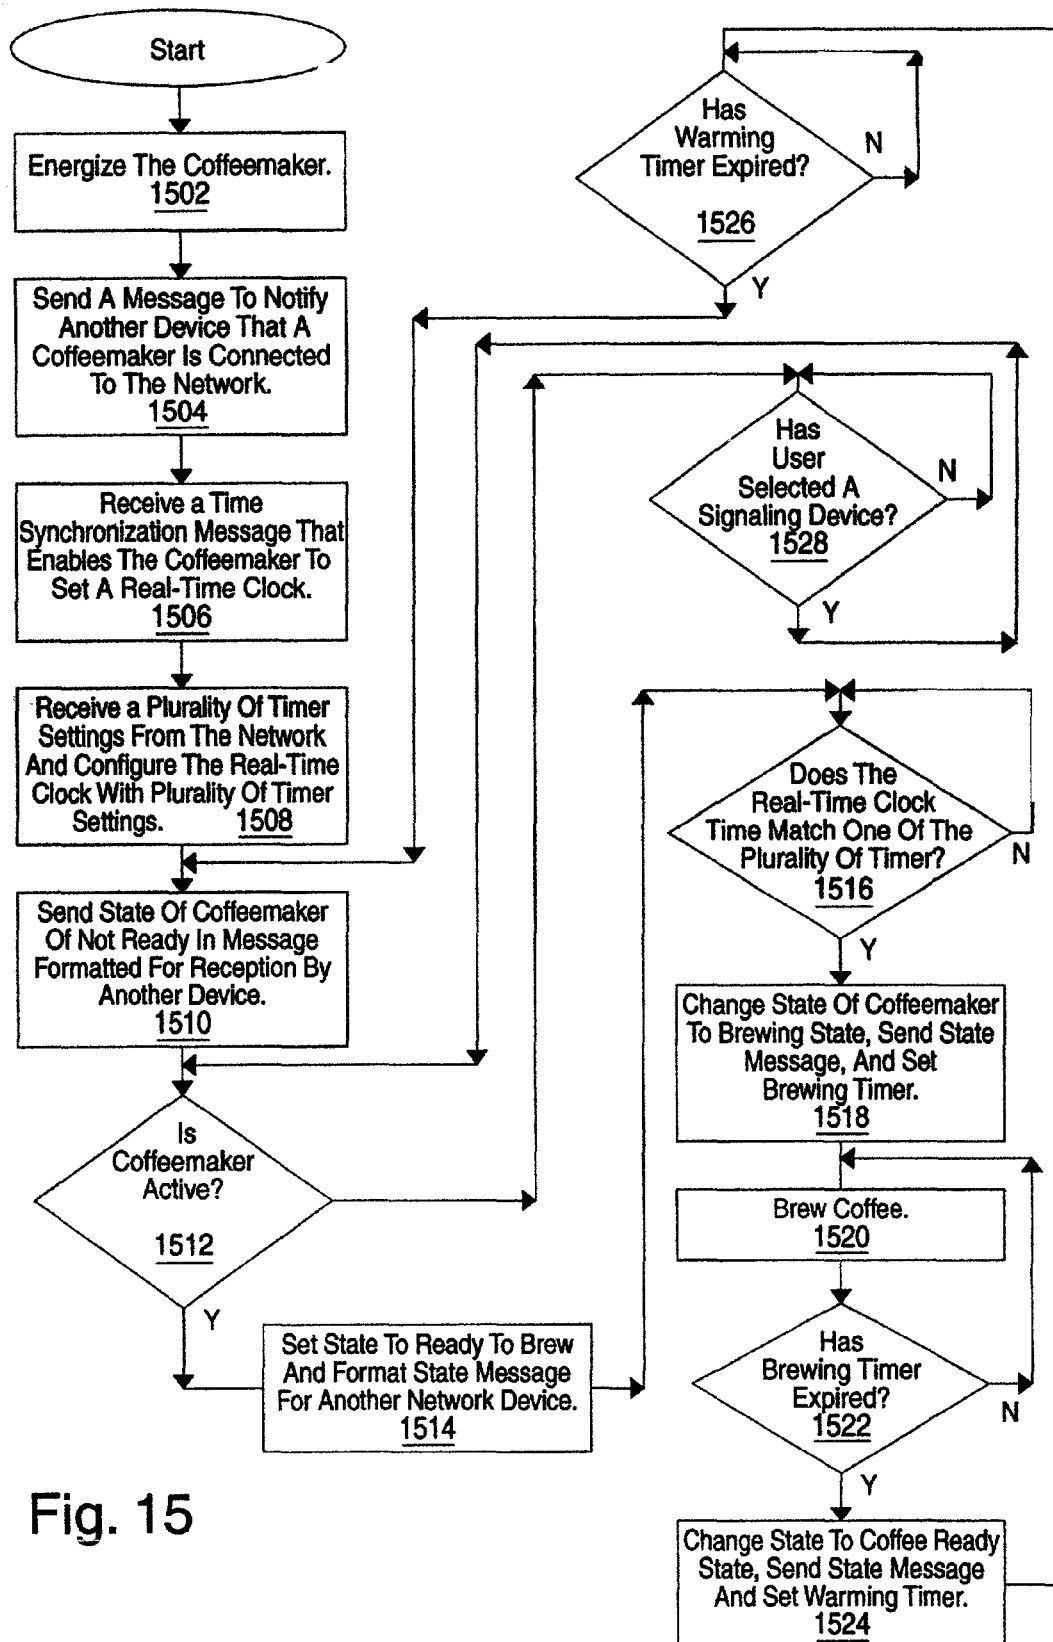 Start
Energize The Coffeemaker.
1502
Send A Message To Notify
Another Device That A
Coffeemaker Is Connected
To The Network.
1504
Receive a Time
Synchronization Message That
Enables The Coffeemaker To
Set A Real-Time Clock.
1506
Receive a Plurality Of Timer
Settings From The Network
And Configure The Real-Time
Clock With Plurality Of Timer
Settings. 1508
Send State Of Coffeemaker
Of Not Ready In Message
Formatted For Reception By
Another Device.
1510
Is
Coffeemaker
Active?
1512
Y
Set State To Ready To Brew
And Format State Message
For Another Network Device.
1514
Has
Warming
Timer Expired?
1526
N
Y
Has
User
Selected A
Signaling Device?
1528
N
Y
Does The
Real-Time Clock
Time Match One Of The
Plurality Of Timer?
1516
N
Y
Change State Of Coffeemaker
To Brewing State, Send State
Message, And Set
Brewing Timer.
1518
Brew Coffee.
1520
Has
Brewing Timer
Expired?
1522
N
Y
Change State To Coffee Ready
State, Send State Message
And Set Warming Timer.
1524
Fig. 15